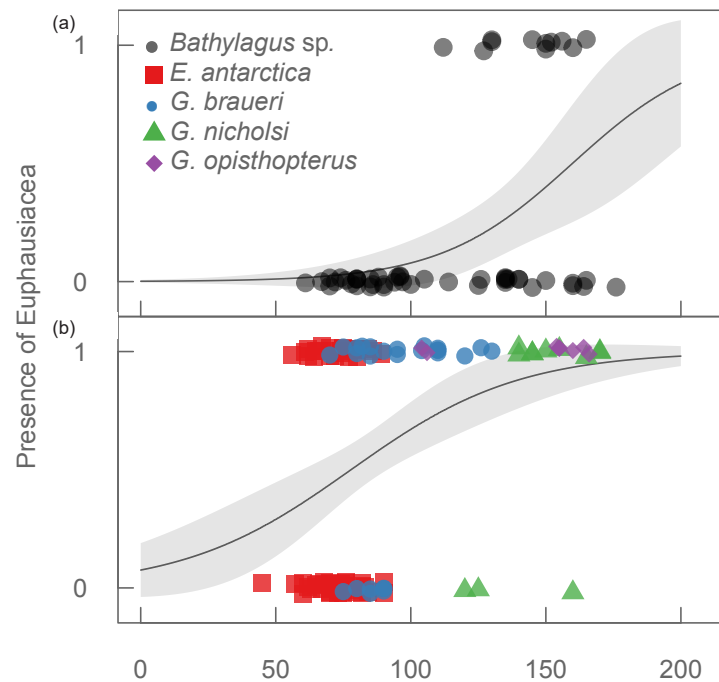 (a)
1
Bathylagus sp.
E. antarctica
G. braueri
G. nicholsi
G. opisthopterus
0
Presence of Euphausiacea
(b)
1
0
0 50 100 150 200